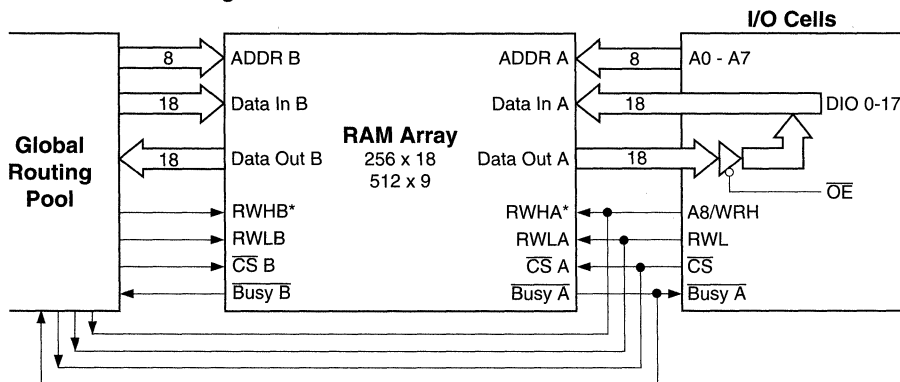 I/O Cells
8 ADDR B ADDR A 8 A0 - A7
18 Data In B Data In A 18 DIO 0-17
Global Routing Pool
RAM Array
256 x 18
512 x 9
18 Data Out B Data Out A 18
OE
RWHB* RWHA* A8/WRH
RWLB RWLA RWL
CS B CS A CS
Busy B Busy A Busy A